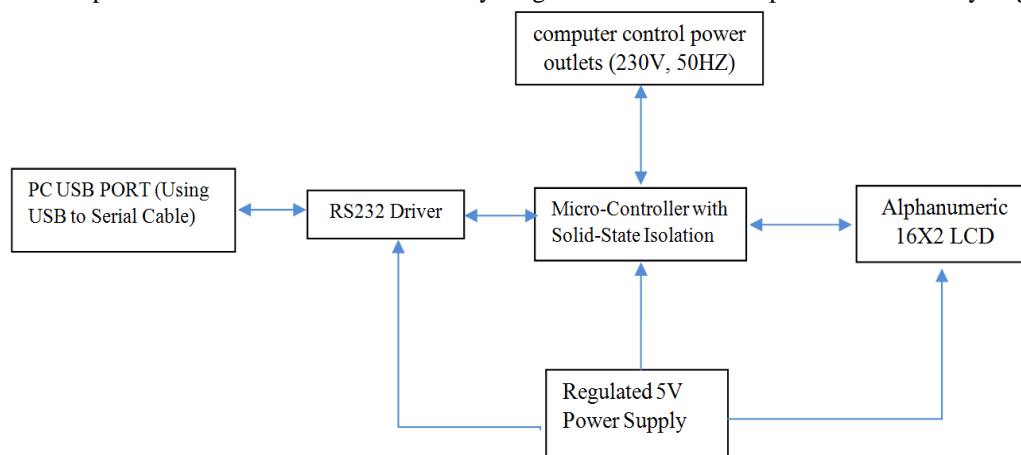 computer control power
outlets (230V, 50HZ)
PC USB PORT (Using
USB to Serial Cable)
RS232 Driver
Micro-Controller with
Solid-State Isolation
Alphanumeric
16X2 LCD
Regulated 5V
Power Supply